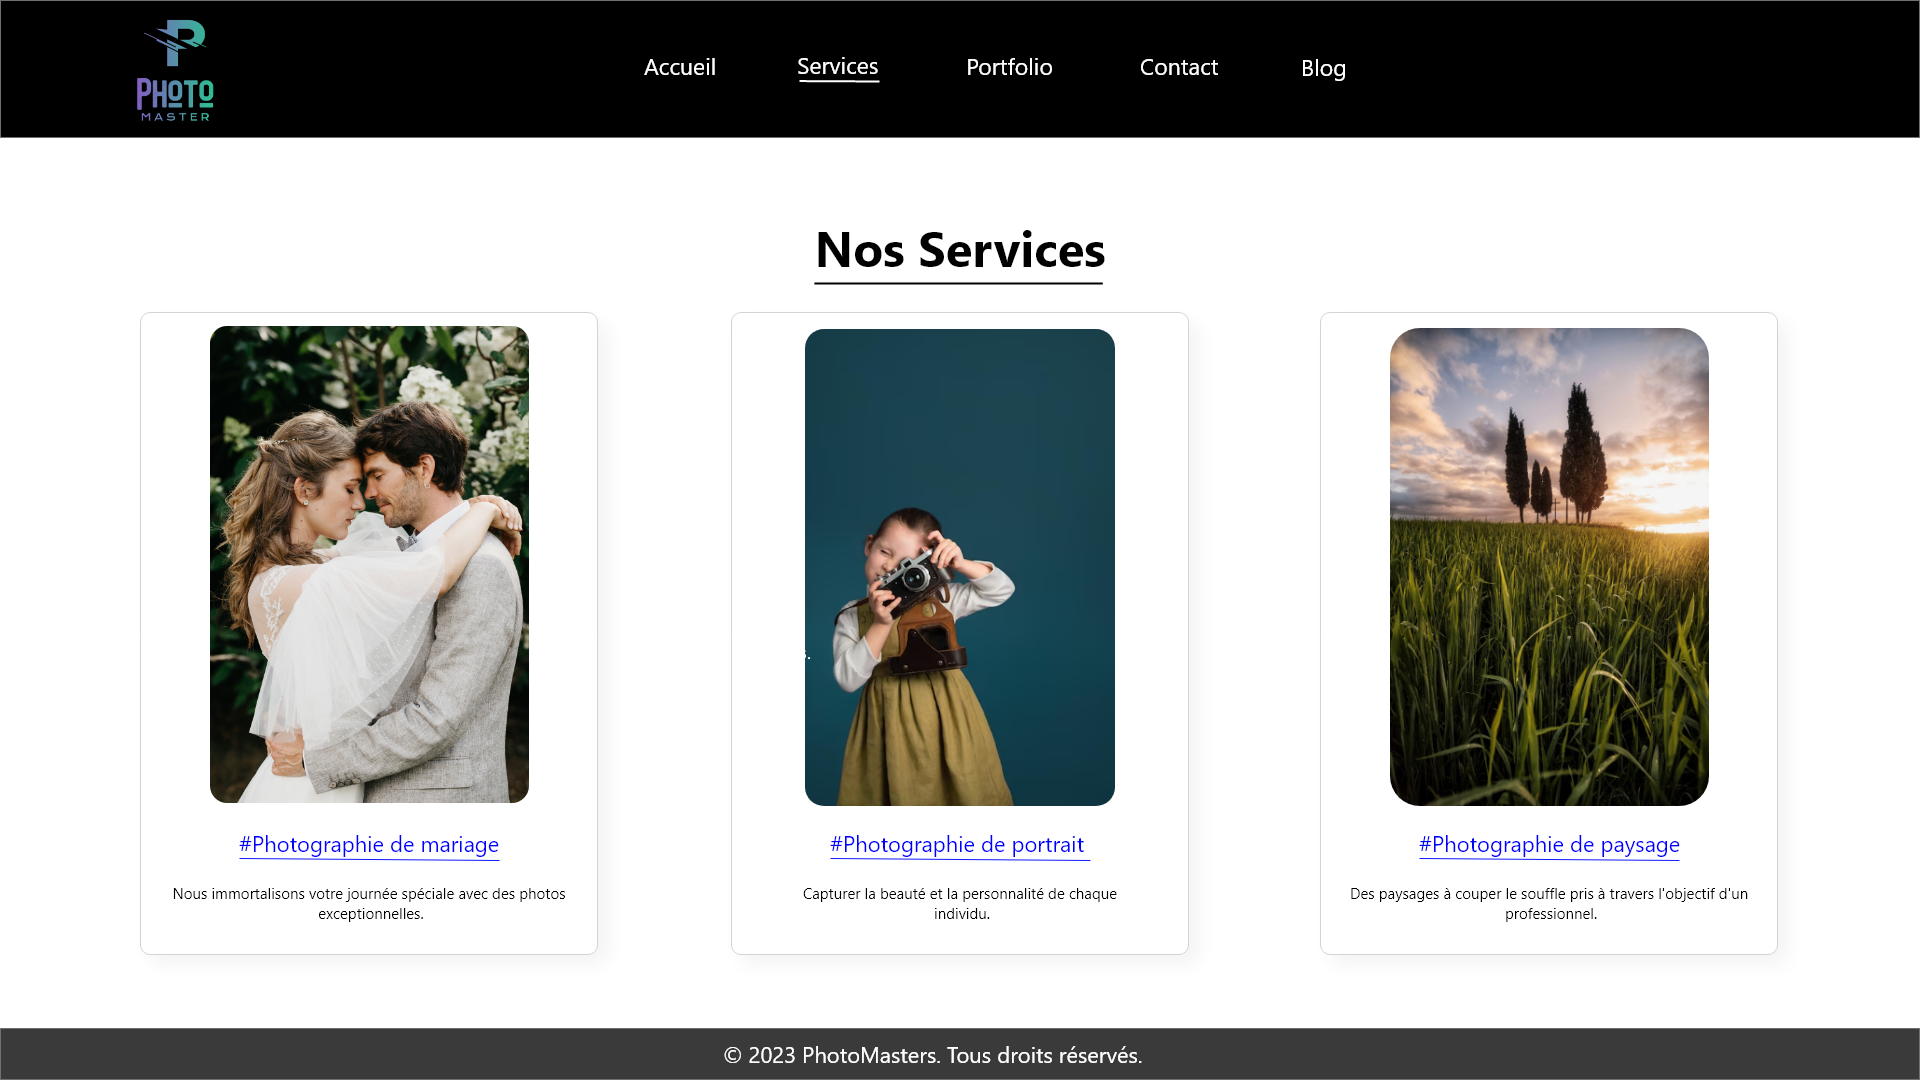 PHOTO
MASTER
Accueil
Services
Portfolio
Contact
Blog
Nos Services
#Photographie de mariage
Nous immortalisons votre journée spéciale avec des photos
exceptionnelles.
#Photographie de portrait
Capturer la beauté et la personnalité de chaque
individu.
#Photographie de paysage
Des paysages à couper le souffle pris à travers l'objectif d'un
professionnel.
© 2023 PhotoMasters. Tous droits réservés.